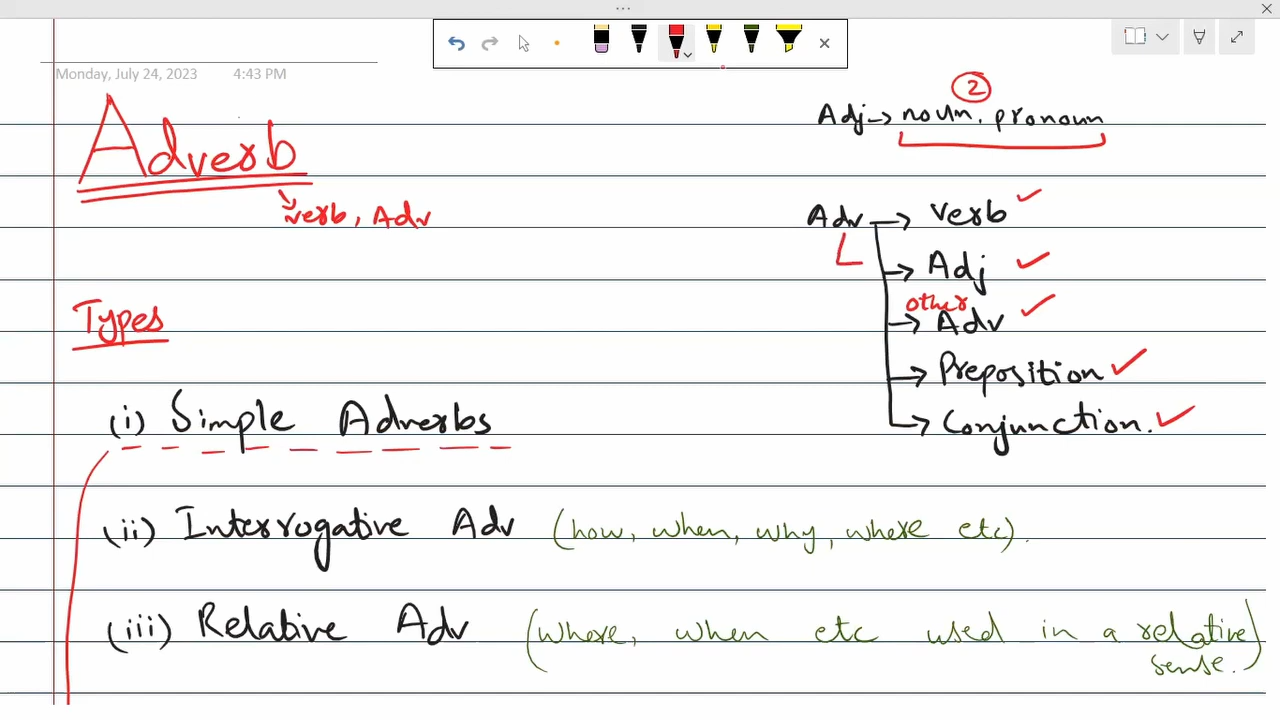 Monday, July 24, 2023 4:43 PM
Adverb
verb, Adv
②
Adj→ noun, pronoun
Adv → Verb ✓
→ Adj ✓
other
→ Adv ✓
→ Preposition ✓
→ Conjunction. ✓
Types
(i) Simple Adverbs
(ii) Interrogative Adv (how, when, why, where etc).
(iii) Relative Adv (where, when etc used in a relative
sense.)